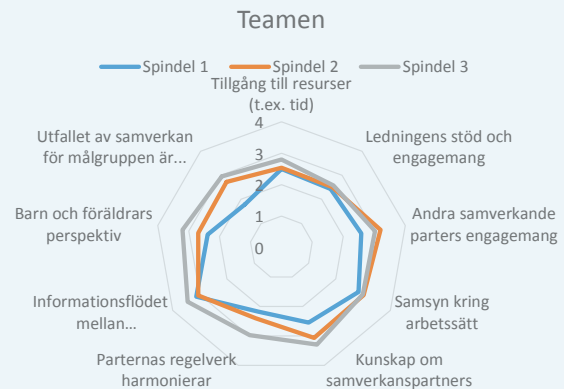 Teamen
Spindel 1
Spindel 2
Spindel 3
Tillgång till resurser
(t.ex. tid)
Ledningens stöd och
engagemang
Andra samverkande
parters engagemang
Samsyn kring
arbetssätt
Kunskap om
samverkanspartners
Parternas regelverk
harmonierar
Informationsflödet
mellan...
Barn och föräldrars
perspektiv
Utfallet av samverkan
för målgruppen är...
4
3
2
1
0